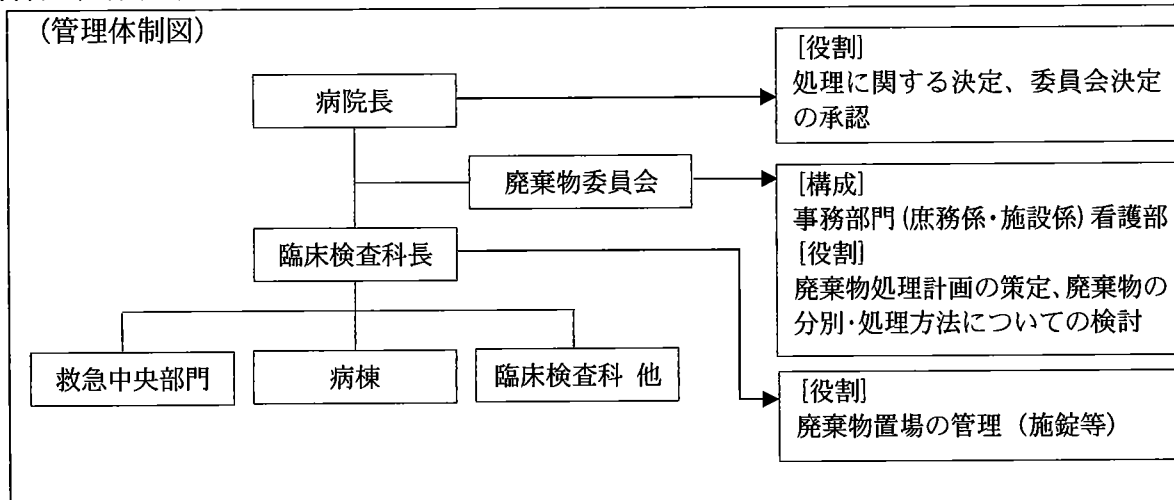 (管理体制図)
病院長
[役割]
処理に関する決定、委員会決定
の承認
廃棄物委員会
[構成]
事務部門(庶務係・施設係)看護部
[役割]
廃棄物処理計画の策定、廃棄物の
分別・処理方法についての検討
臨床検査科長
[役割]
廃棄物置場の管理(施錠等)
救急中央部門
病棟
臨床検査科 他